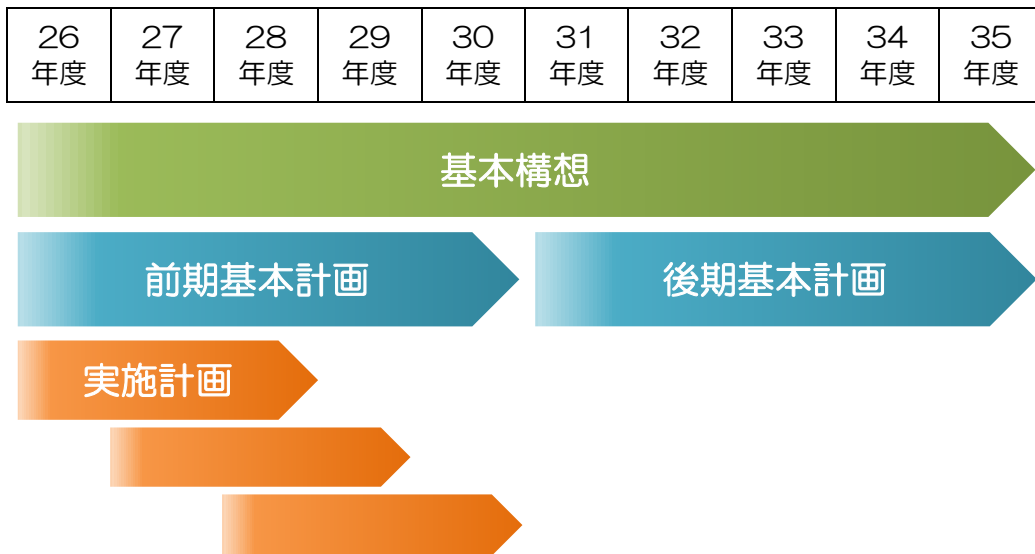 26 27 28 29 30 31 32 33 34 35
年度 年度 年度 年度 年度 年度 年度 年度 年度 年度
基本構想
前期基本計画 後期基本計画
実施計画